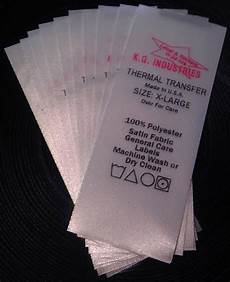 K.G. INDUSTRIES
THERMAL TRANSFER
Made in U.S.A.
SIZE: X-LARGE
Over For Care
100% Polyester
Satin Fabric
General Care
Labels
Machine Wash or
Dry Clean